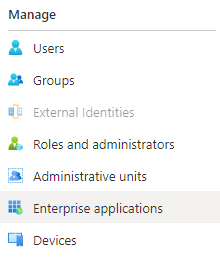 Manage
Users
Groups
External Identities
Roles and administrators
Administrative units
Enterprise applications
Devices